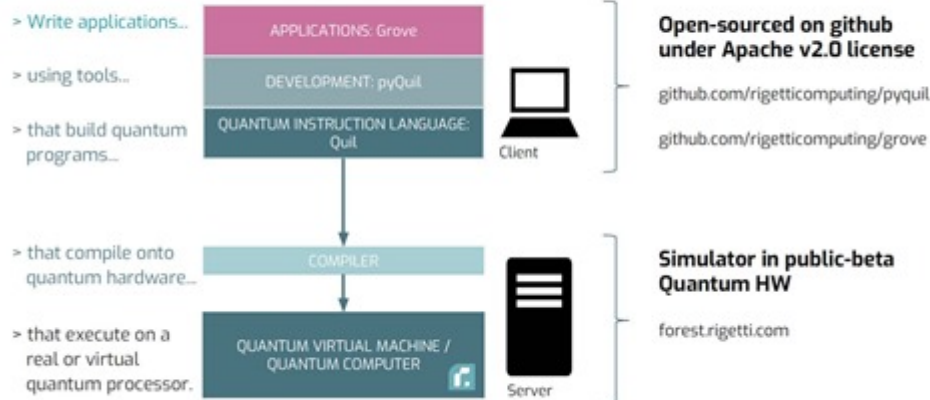 > Write applications...
> using tools...
> that build quantum
programs...
> that compile onto
quantum hardware...
> that execute on a
real or virtual
quantum processor.
APPLICATIONS: Grove
DEVELOPMENT: pyQuil
QUANTUM INSTRUCTION LANGUAGE:
Quil
COMPILER
QUANTUM VIRTUAL MACHINE /
QUANTUM COMPUTER
r.
Client
Server
Open-sourced on github
under Apache v2.0 license
github.com/rigetticomputing/pyquil
github.com/rigetticomputing/grove
Simulator in public-beta
Quantum HW
forest.rigetti.com